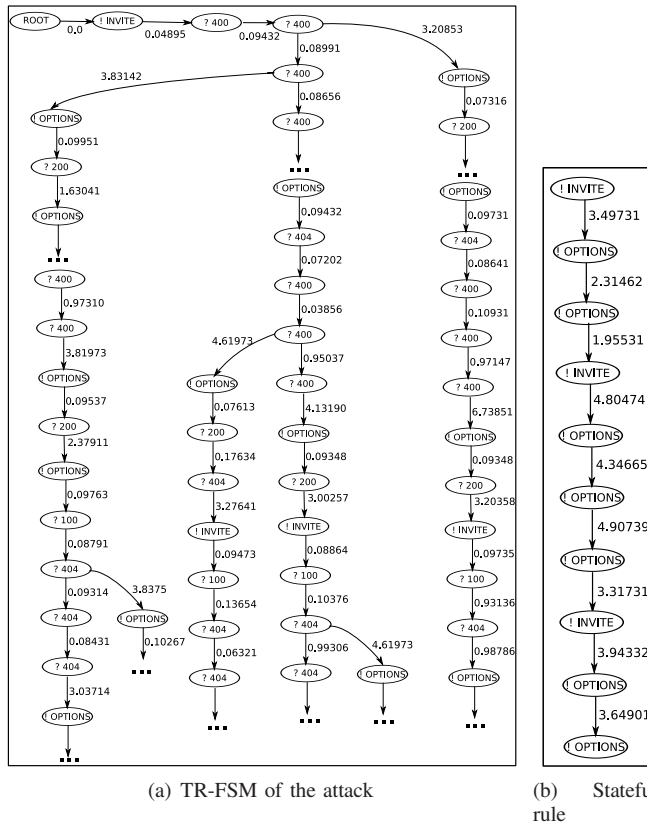 ROOT
0.0
! INVITE
0.04895
? 400
0.09432
? 400
3.20853
0.08991
3.83142
? 400
! OPTIONS
0.08656
0.07316
! OPTIONS
? 400
? 200
0.09951
? 200
1.63041
! OPTIONS
! OPTIONS
! OPTIONS
0.09432
0.09731
? 404
? 404
0.07202
0.08641
? 400
? 400
? 400
0.97310
0.03856
0.10931
? 400
? 400
? 400
3.81973
4.61973
0.95037
0.97147
! OPTIONS
! OPTIONS
? 400
? 400
0.09537
0.07613
4.13190
6.73851
? 200
? 200
! OPTIONS
! OPTIONS
2.37911
0.17634
0.09348
0.09348
! OPTIONS
? 404
? 200
? 200
0.09763
3.27641
3.00257
3.20358
? 100
! INVITE
! INVITE
! INVITE
0.08791
0.09473
0.08864
0.09735
? 404
? 100
? 100
? 100
0.09314
3.8375
0.13654
0.10376
0.93136
? 404
! OPTIONS
? 404
? 404
? 404
0.08431
0.10267
0.06321
0.99306
4.61973
0.98786
? 404
? 404
? 404
! OPTIONS
! OPTIONS
3.03714
! OPTIONS
(a) TR-FSM of the attack
! INVITE
3.49731
! OPTIONS
2.31462
! OPTIONS
1.95531
! INVITE
4.80474
! OPTIONS
4.34665
! OPTIONS
4.90739
! OPTIONS
3.31731
! INVITE
3.94332
! OPTIONS
3.64901
! OPTIONS
(b) Statefu
rule